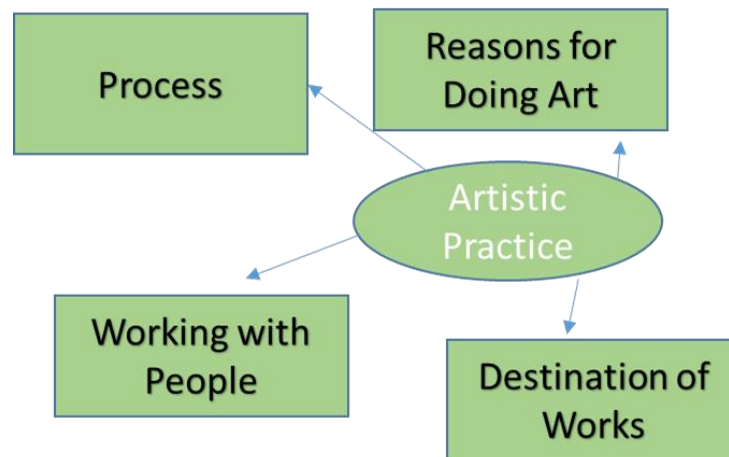 Process
Reasons for
Doing Art
Artistic
Practice
Working with
People
Destination of
Works